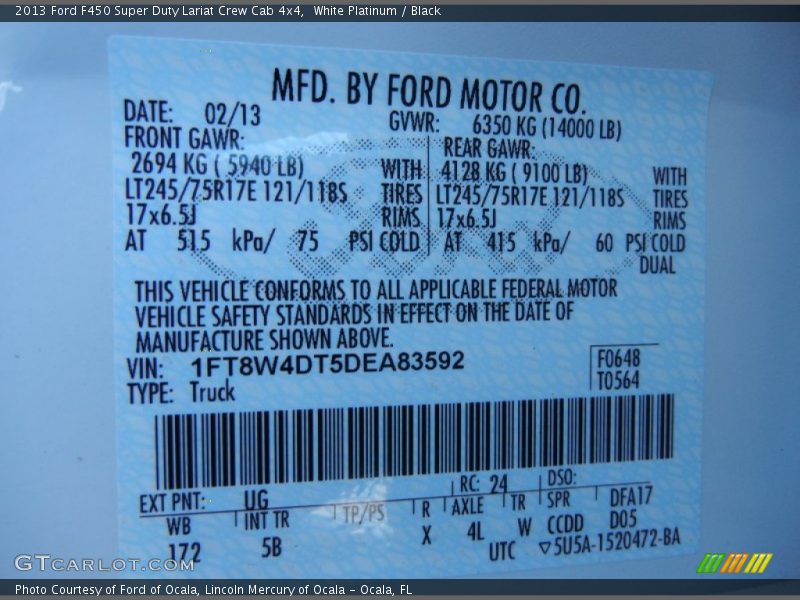 2013 Ford F450 Super Duty Lariat Crew Cab 4x4, White Platinum / Black
MFD. BY FORD MOTOR CO.
DATE: 02/13 GVWR: 6350 KG (14000 LB)
FRONT GAWR: REAR GAWR:
2694 KG ( 5940 LB) WITH 4128 KG ( 9100 LB) WITH
LT245/75R17E 121/118S TIRES LT245/75R17E 121/118S TIRES
17x6.5J RIMS 17x6.5J RIMS
AT 515 kPa/ 75 PSI COLD AT 415 kPa/ 60 PSI COLD
DUAL
THIS VEHICLE CONFORMS TO ALL APPLICABLE FEDERAL MOTOR
VEHICLE SAFETY STANDARDS IN EFFECT ON THE DATE OF
MANUFACTURE SHOWN ABOVE.
VIN: 1FT8W4DT5DEA83592
F0648
TYPE: Truck
T0564
EXT PNT: UG RC: 24 DSO:
WB INT TR TP/PS R AXLE TR SPR DFA17
172 5B X 4L W CCDD D05
UTC ▽5U5A-1520472-BA
GTCARLOT.COM
Photo Courtesy of Ford of Ocala, Lincoln Mercury of Ocala - Ocala, FL